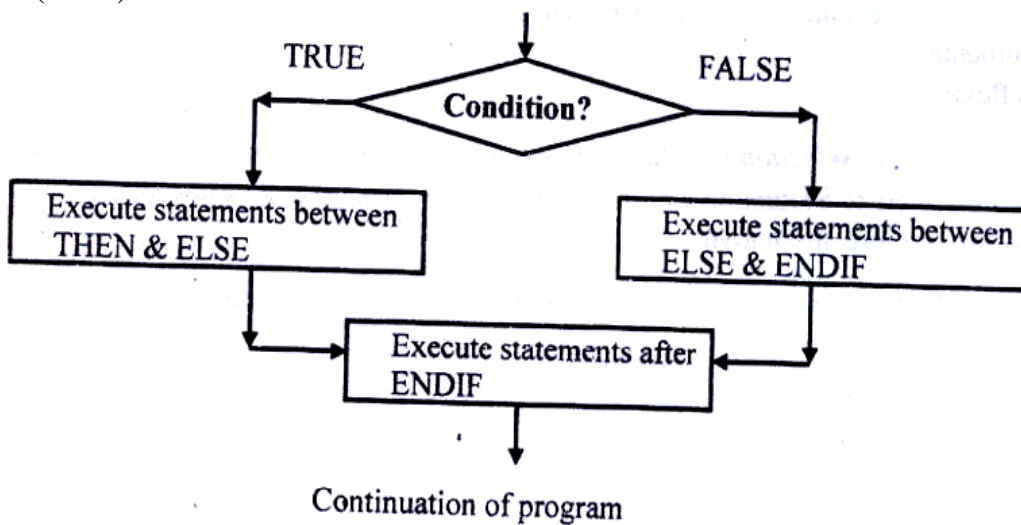 TRUE
FALSE
Condition?
Execute statements between
THEN & ELSE
Execute statements between
ELSE & ENDIF
Execute statements after
ENDIF
Continuation of program